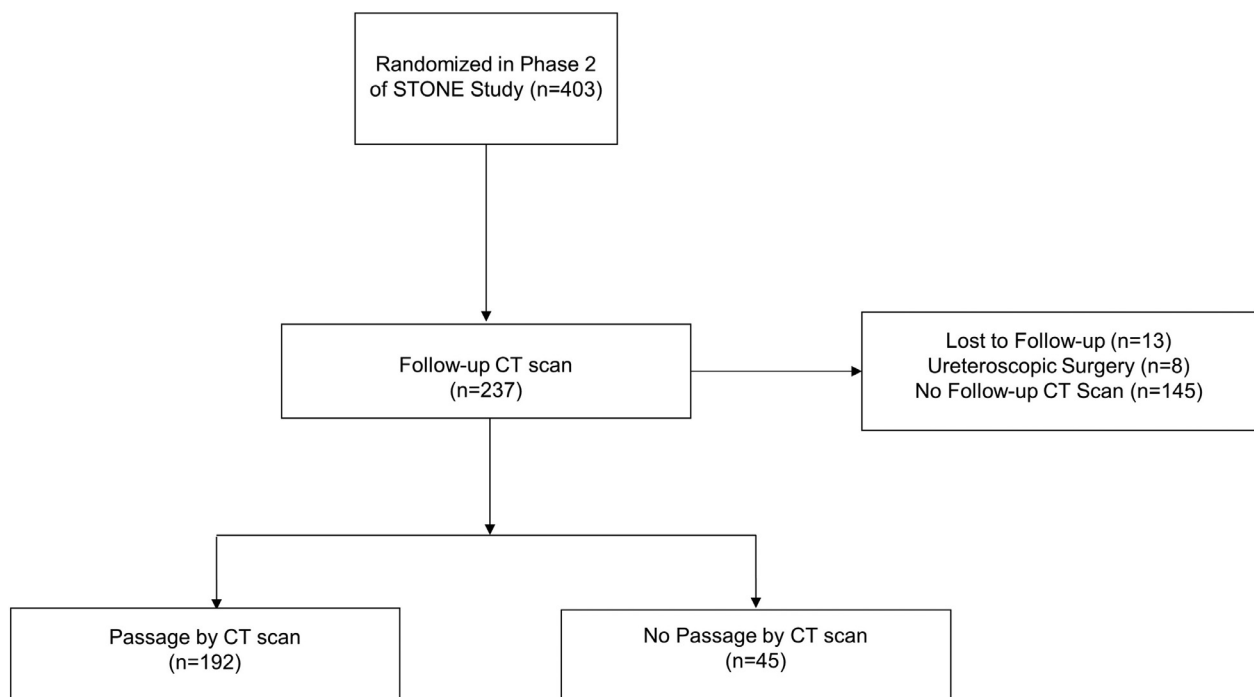 Randomized in Phase 2
of STONE Study (n=403)
Follow-up CT scan
(n=237)
Lost to Follow-up (n=13)
Ureteroscopic Surgery (n=8)
No Follow-up CT Scan (n=145)
Passage by CT scan
(n=192)
No Passage by CT scan
(n=45)